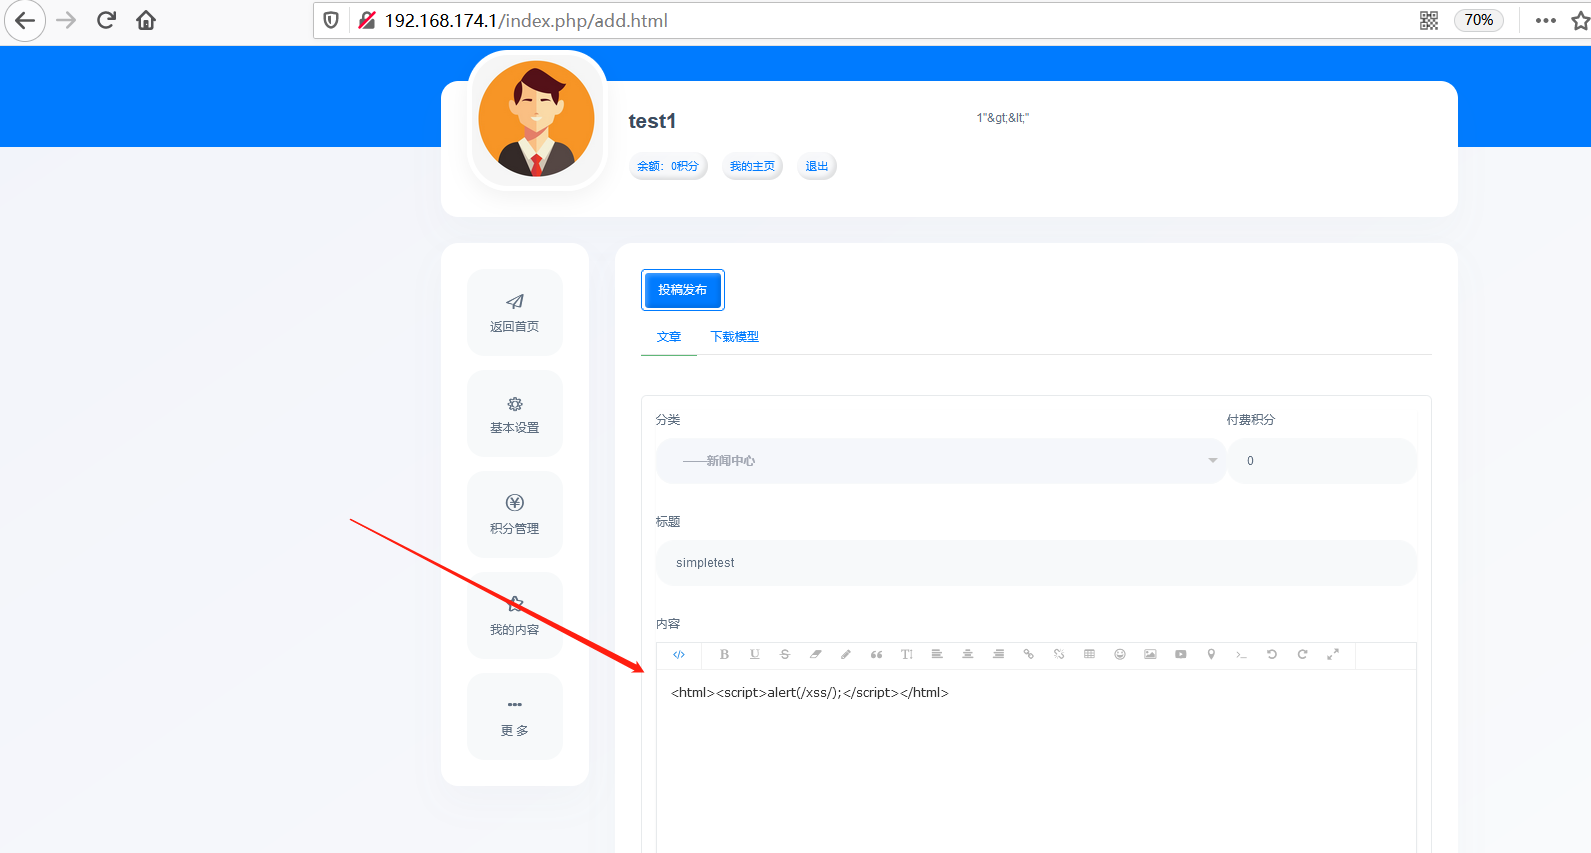 192.168.174.1/index.php/add.html
70%
test1
1"&gt;&lt;"
余额：0积分
我的主页
退出
返回首页
基本设置
积分管理
我的内容
更 多
投稿发布
文章
下载模型
分类
付费积分
——新闻中心
0
标题
simpletest
内容
<html><script>alert(/xss/);</script></html>